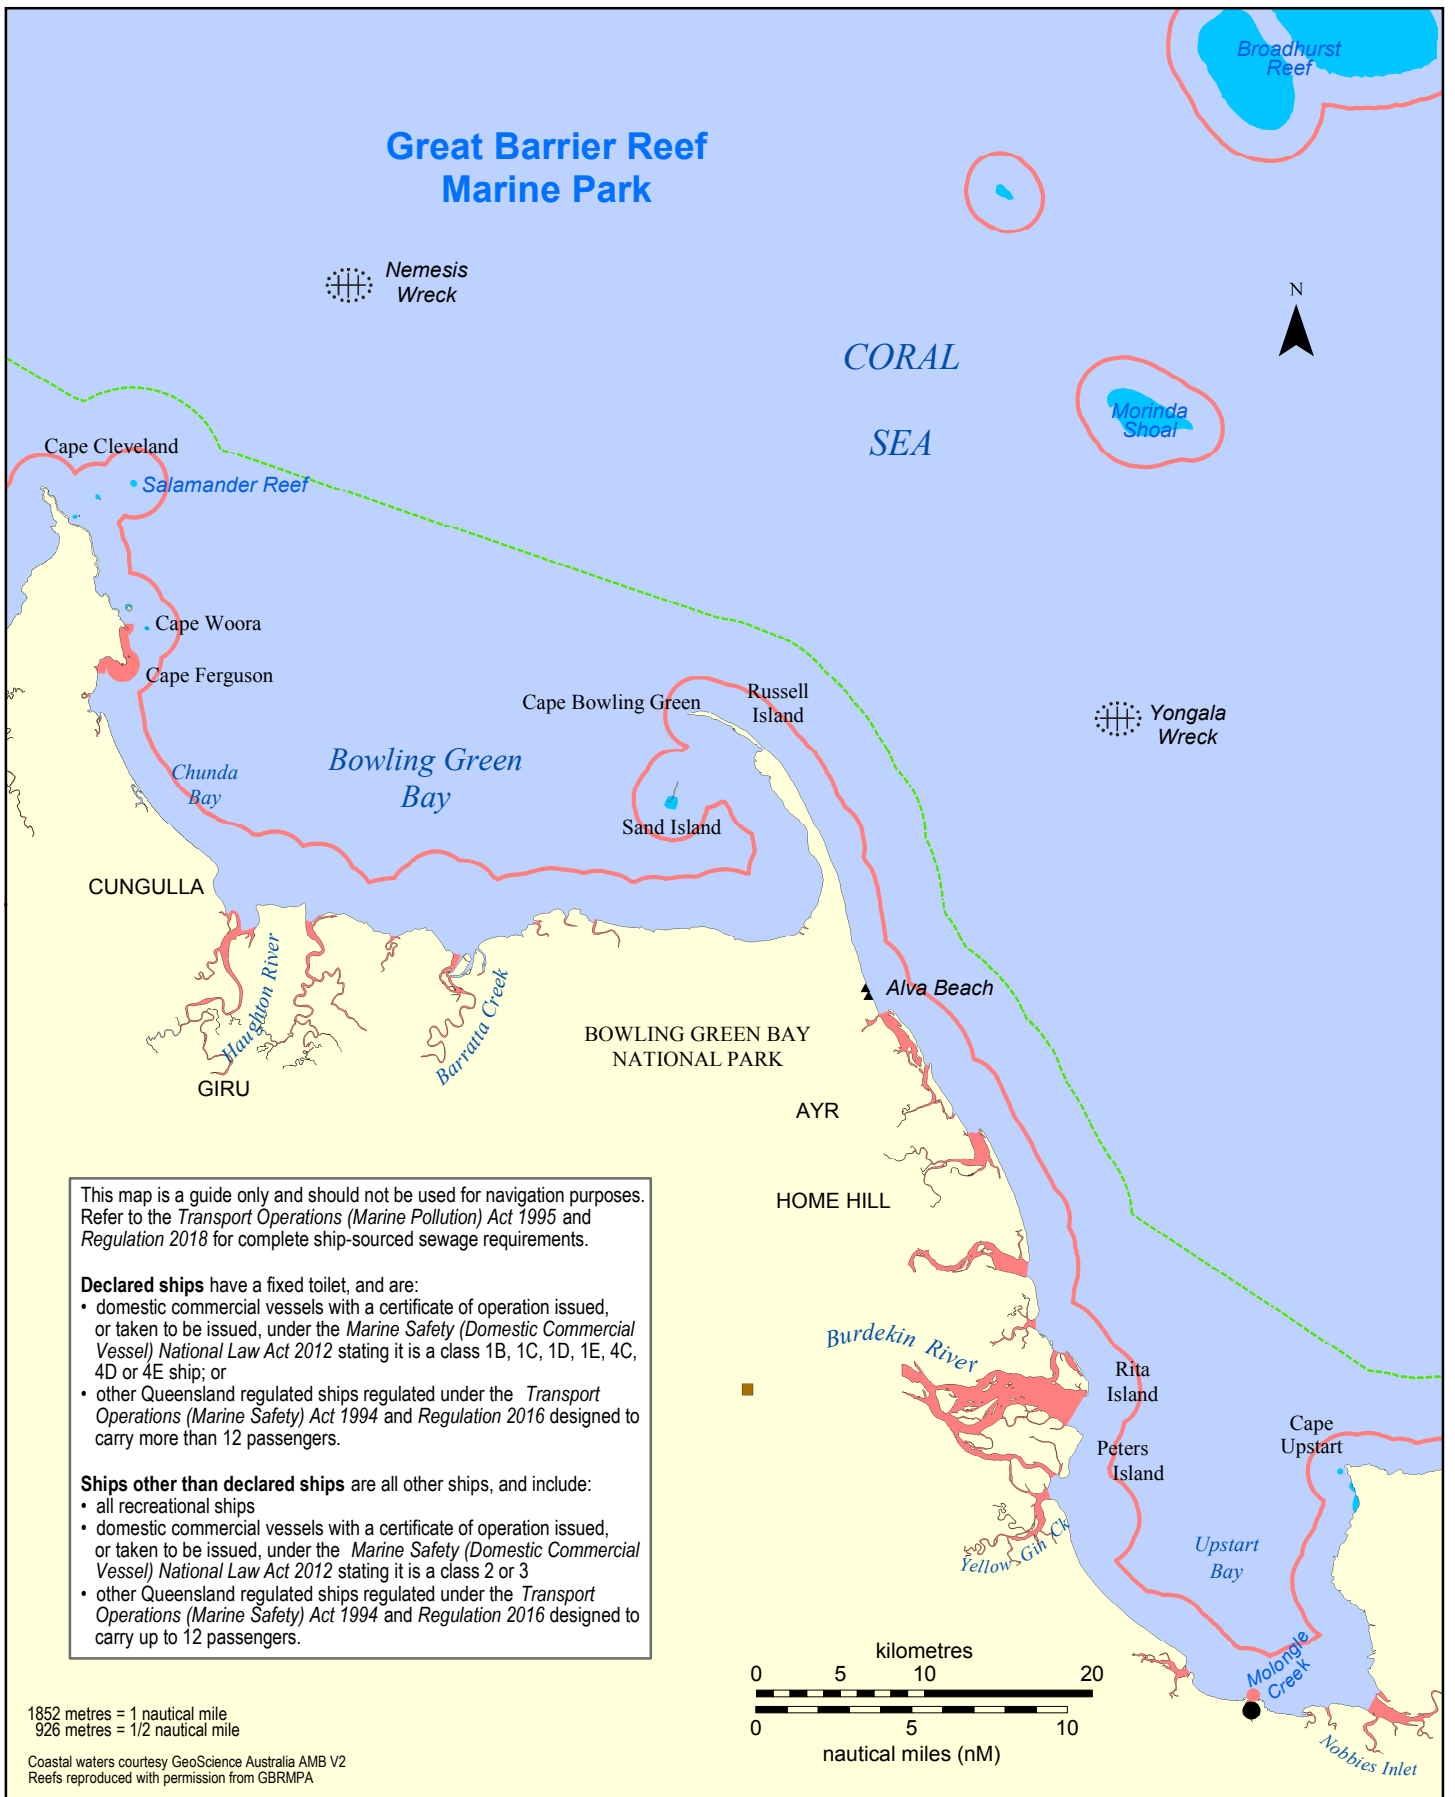 Broadhurst
Reef
Great Barrier Reef
Marine Park
Nemesis
Wreck
N
CORAL
SEA
Morinda
Shoal
Cape Cleveland
Salamander Reef
Cape Woora
Cape Ferguson
Cape Bowling Green
Russell
Island
Yongala
Wreck
Chunda
Bay
Bowling Green
Bay
Sand Island
CUNGULLA
Haughton River
Barratta Creek
Alva Beach
BOWLING GREEN BAY
NATIONAL PARK
GIRU
AYR
HOME HILL
This map is a guide only and should not be used for navigation purposes.
Refer to the Transport Operations (Marine Pollution) Act 1995 and
Regulation 2018 for complete ship-sourced sewage requirements.
Declared ships have a fixed toilet, and are:
• domestic commercial vessels with a certificate of operation issued,
or taken to be issued, under the Marine Safety (Domestic Commercial
Vessel) National Law Act 2012 stating it is a class 1B, 1C, 1D, 1E, 4C,
4D or 4E ship; or
• other Queensland regulated ships regulated under the Transport
Operations (Marine Safety) Act 1994 and Regulation 2016 designed to
carry more than 12 passengers.
Ships other than declared ships are all other ships, and include:
• all recreational ships
• domestic commercial vessels with a certificate of operation issued,
or taken to be issued, under the Marine Safety (Domestic Commercial
Vessel) National Law Act 2012 stating it is a class 2 or 3
• other Queensland regulated ships regulated under the Transport
Operations (Marine Safety) Act 1994 and Regulation 2016 designed to
carry up to 12 passengers.
Burdekin River
Rita
Island
Peters
Island
Cape
Upstart
Yellow Gin Ck
Upstart
Bay
Molongle
Creek
Nobbies Inlet
kilometres
0 5 10 20
0 5 10
nautical miles (nM)
1852 metres = 1 nautical mile
926 metres = 1/2 nautical mile
Coastal waters courtesy GeoScience Australia AMB V2
Reefs reproduced with permission from GBRMPA